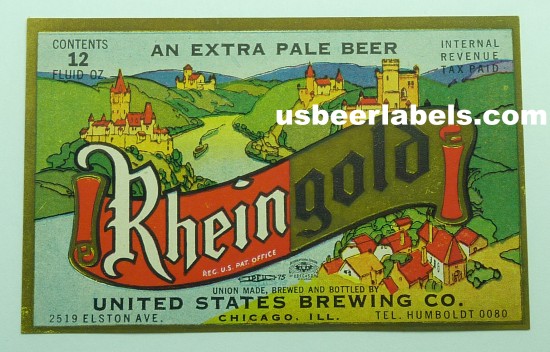 CONTENTS
12
FLUID OZ.
AN EXTRA PALE BEER
INTERNAL
REVENUE
TAX PAID
usbeerlabels.com
Rheingold
REG. U.S. PAT. OFFICE
UNION MADE, BREWED AND BOTTLED BY
UNITED STATES BREWING CO.
2519 ELSTON AVE.
CHICAGO, ILL.
TEL. HUMBOLDT 0080